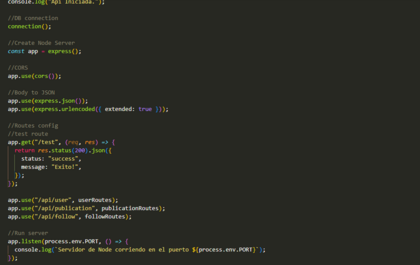 console.log("Api iniciada.");
//DB connection
connection();
//Create Node Server
const app = express();
//CORS
app.use(cors());
//Body to JSON
app.use(express.json());
app.use(express.urlencoded({ extended: true }));
//Routes config
//test route
app.get("/test", (req, res) => {
return res.status(200).json({
status: "success",
message: "Exito!",
});
});
app.use("/api/user", userRoutes);
app.use("/api/publication", publicationRoutes);
app.use("/api/follow", followRoutes);
//Run server
app.listen(process.env.PORT, () => {
console.log(`Servidor de Node corriendo en el puerto ${process.env.PORT}`);
});